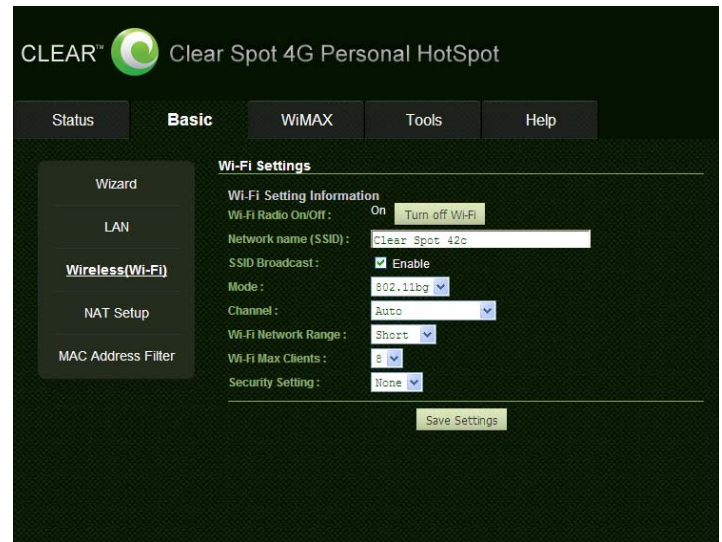 CLEAR™ Clear Spot 4G Personal HotSpot
Status Basic WiMAX Tools Help
Wizard
LAN
Wireless(Wi-Fi)
NAT Setup
MAC Address Filter
Wi-Fi Settings
Wi-Fi Setting Information
Wi-Fi Radio On/Off : On Turn off Wi-Fi
Network name (SSID) : Clear Spot 42c
SSID Broadcast : Enable
Mode : 802.11bg
Channel : Auto
Wi-Fi Network Range : Short
Wi-Fi Max Clients : 8
Security Setting : None
Save Settings